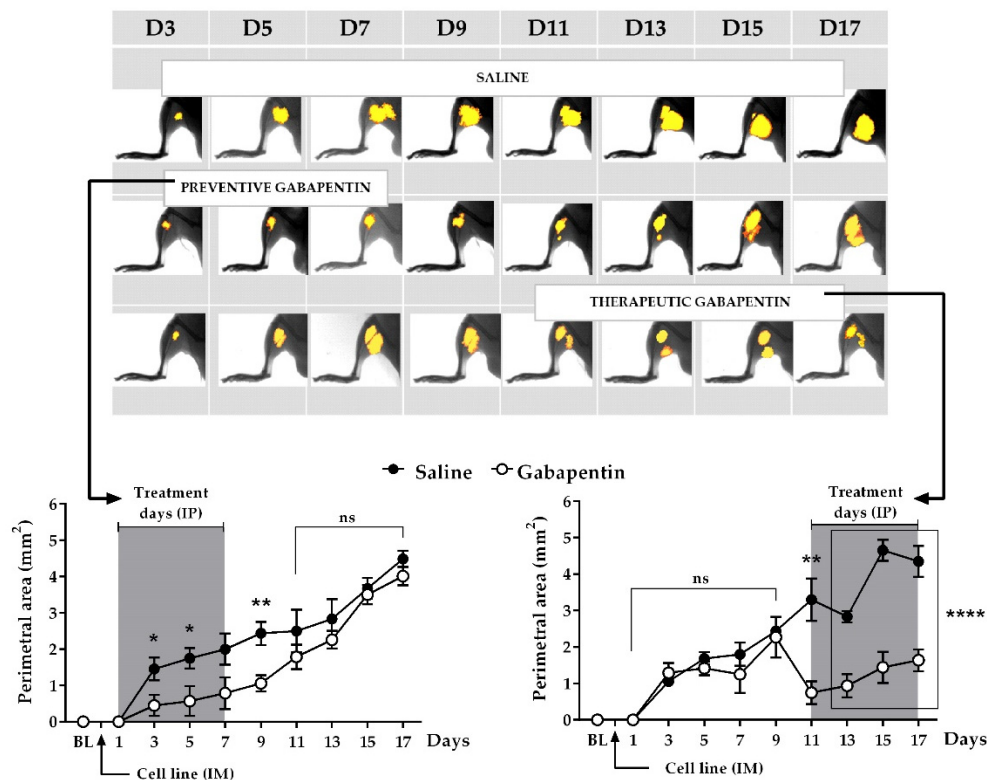 D3 D5 D7 D9 D11 D13 D15 D17
SALINE
PREVENTIVE GABAPENTIN
THERAPEUTIC GABAPENTIN
Saline Gabapentin
Treatment
days (IP)
ns
* * **
Perimetral area (mm²)
6
5
4
3
2
1
0
BL 1 3 5 7 9 11 13 15 17 Days
Cell line (IM)
Treatment
days (IP)
ns
**
****
Perimetral area (mm²)
6
5
4
3
2
1
0
BL 1 3 5 7 9 11 13 15 17 Days
Cell line (IM)